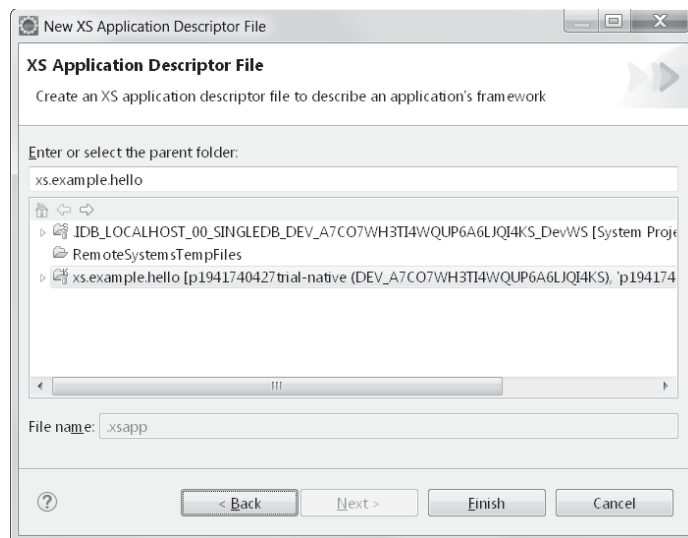 New XS Application Descriptor File
XS Application Descriptor File
Create an XS application descriptor file to describe an application's framework
Enter or select the parent folder:
xs.example.hello
.IDB_LOCALHOST_00_SINGLEDB_DEV_A7CO7WH3TI4WQUP6A6LJQI4KS_DevWS [System Proje
RemoteSystemsTempFiles
xs.example.hello [p1941740427trial-native (DEV_A7CO7WH3TI4WQUP6A6LJQI4KS), 'p194174
File name: .xsapp
< Back Next > Finish Cancel